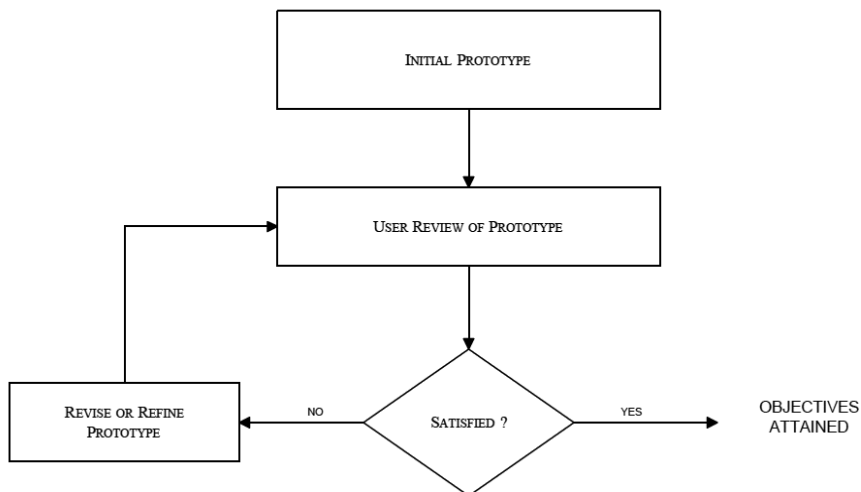 Initial Prototype
User Review of Prototype
Revise or Refine
Prototype
NO
Satisfied ?
YES
OBJECTIVES
ATTAINED